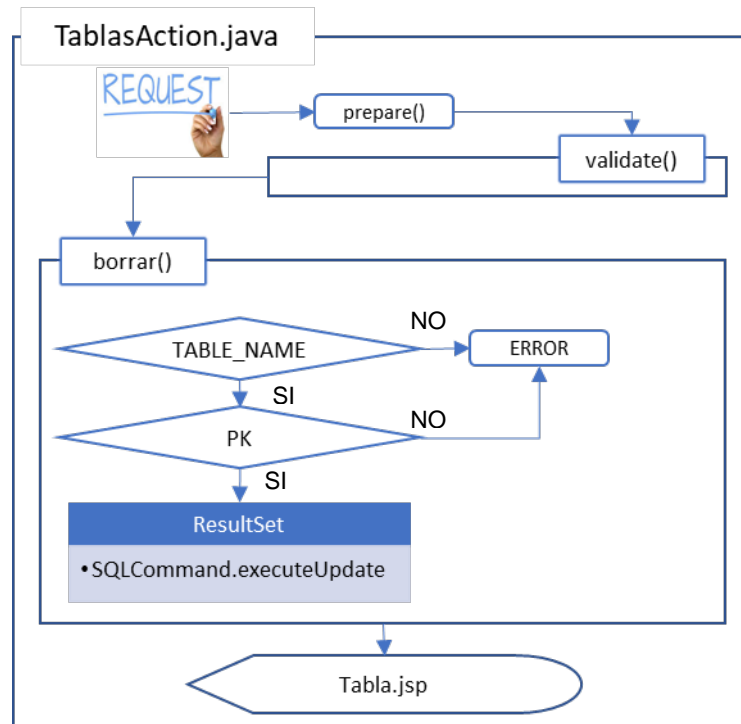 TablasAction.java
REQUEST
prepare()
validate()
borrar()
TABLE_NAME
NO
ERROR
SI
PK
NO
SI
ResultSet
•SQLCommand.executeUpdate
Tabla.jsp